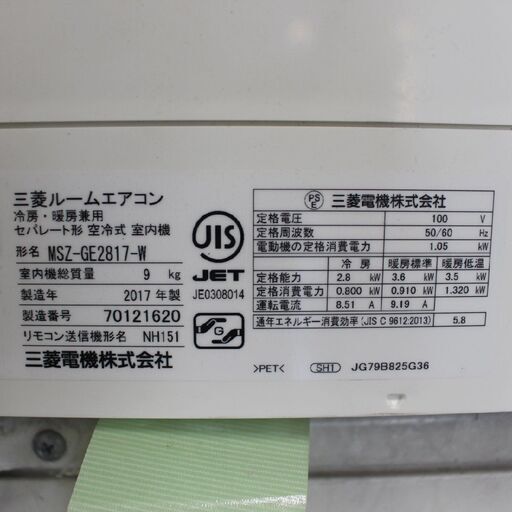 三菱ルームエアコン
冷房・暖房兼用
セパレート形 空冷式 室内機
形名 MSZ-GE2817-W
室内機総質量 9 kg
製造年 2017 年製
製造番号 70121620
リモコン送信機形名 NH151
三菱電機株式会社
JIS
JET
JE0308014
G
PSE 三菱電機株式会社
定格電圧 100 V
定格周波数 50/60 Hz
電動機の定格消費電力 1.05 kW
冷房 暖房標準 暖房低温
定格能力 2.8 kW 3.6 kW 3.5 kW
定格消費電力 0.800 kW 0.910 kW 1.320 kW
運転電流 8.51 A 9.19 A
通年エネルギー消費効率(JIS C 9612:2013) 5.8
>PET< SHI JG79B825G36